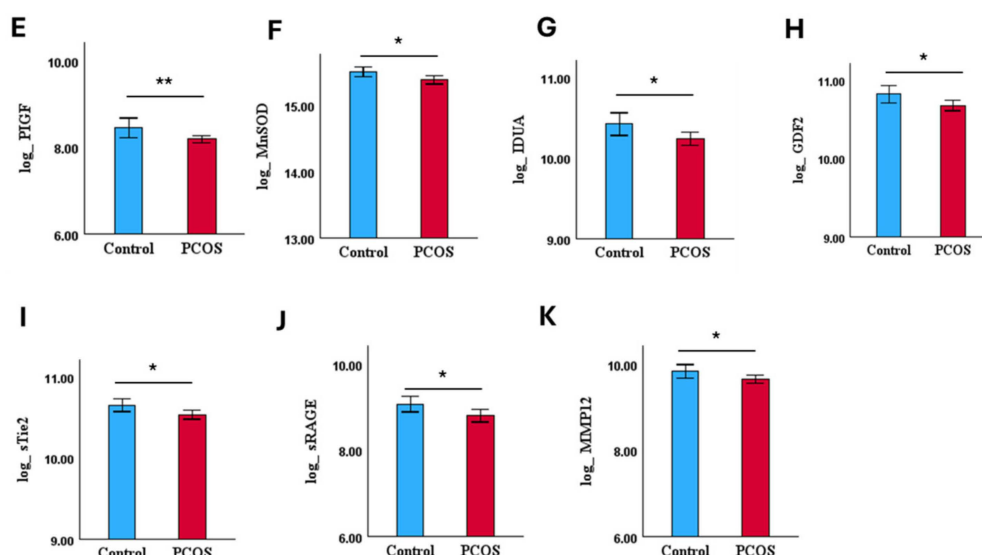 E
10.00
8.00
6.00
log_ PIGF
**
Control PCOS
F
15.00
14.00
13.00
log_ MnSOD
*
Control PCOS
G
11.00
10.00
9.00
log_ IDUA
*
Control PCOS
H
11.00
10.00
9.00
log_ GDF2
*
Control PCOS
I
11.00
10.00
9.00
log_ sTie2
*
Control PCOS
J
10.00
8.00
6.00
log_ sRAGE
*
Control PCOS
K
10.00
8.00
6.00
log_ MMP12
*
Control PCOS